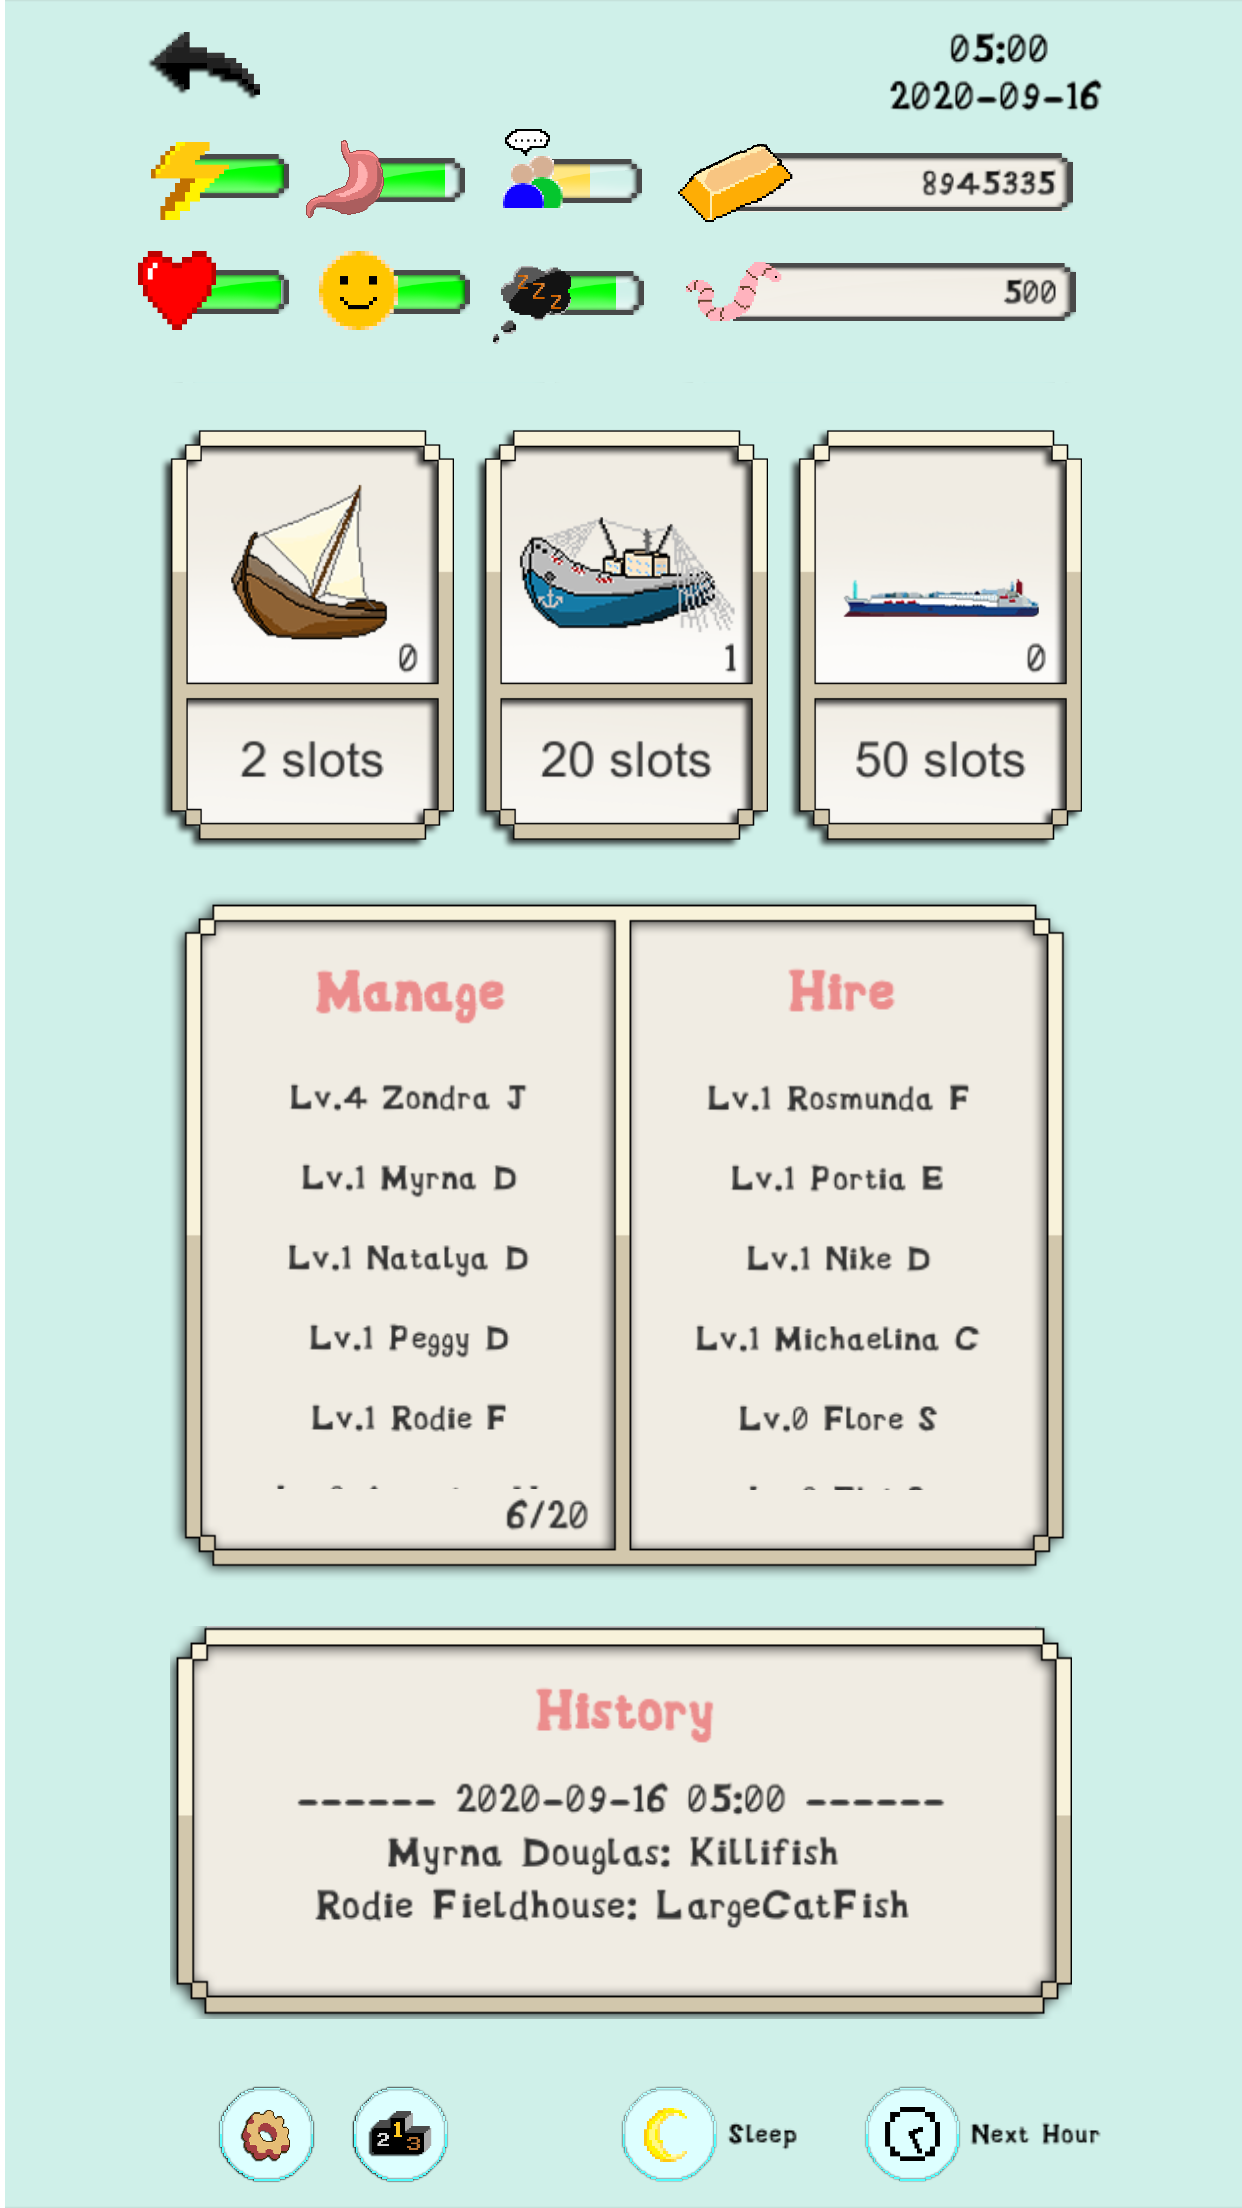 05:00
2020-09-16
8945335
500
0
1
0
2 slots
20 slots
50 slots
Manage
Lv.4 Zondra J
Lv.1 Myrna D
Lv.1 Natalya D
Lv.1 Peggy D
Lv.1 Rodie F
6/20
Hire
Lv.1 Rosmunda F
Lv.1 Portia E
Lv.1 Nike D
Lv.1 Michaelina C
Lv.0 Flore S
History
------ 2020-09-16 05:00 ------
Myrna Douglas: Killifish
Rodie Fieldhouse: LargeCatFish
2 1 3
Sleep
Next Hour